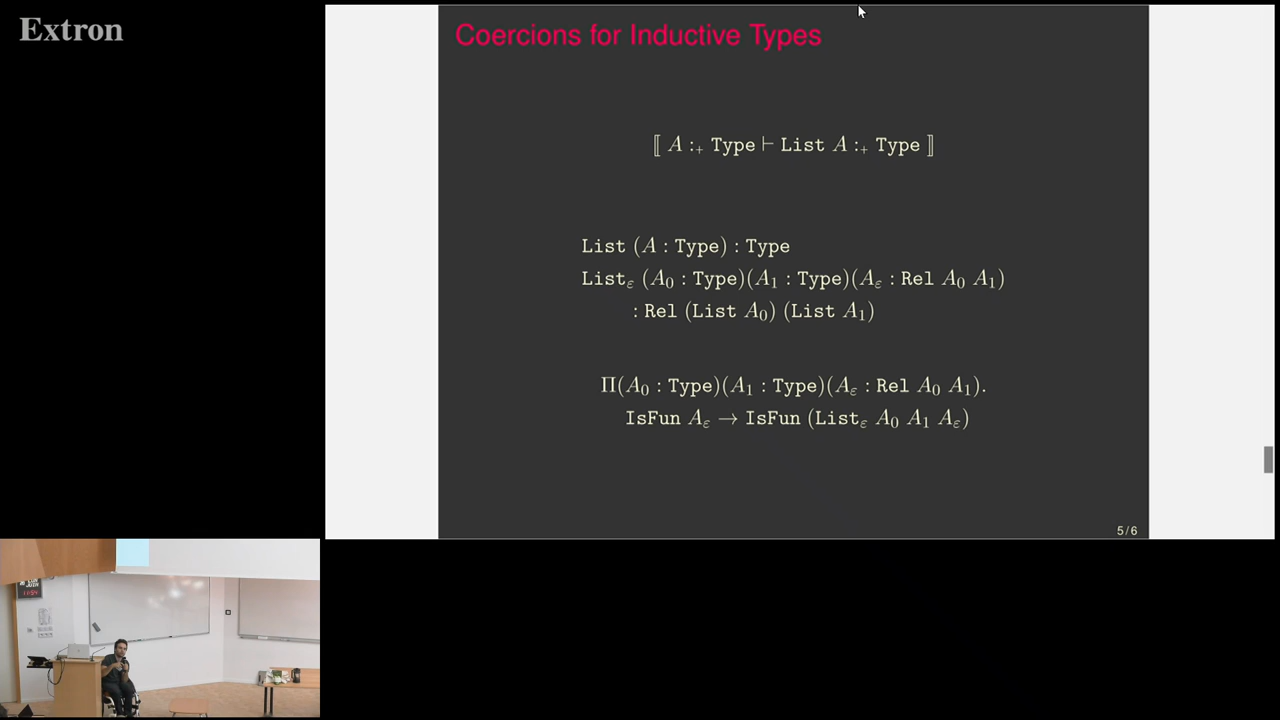 Extron
Coercions for Inductive Types
⟦ A :₊ Type ⊢ List A :₊ Type ⟧
List (A : Type) : Type
List_ε (A₀ : Type)(A₁ : Type)(A_ε : Rel A₀ A₁)
: Rel (List A₀) (List A₁)
Π(A₀ : Type)(A₁ : Type)(A_ε : Rel A₀ A₁).
IsFun A_ε → IsFun (List_ε A₀ A₁ A_ε)
5/6